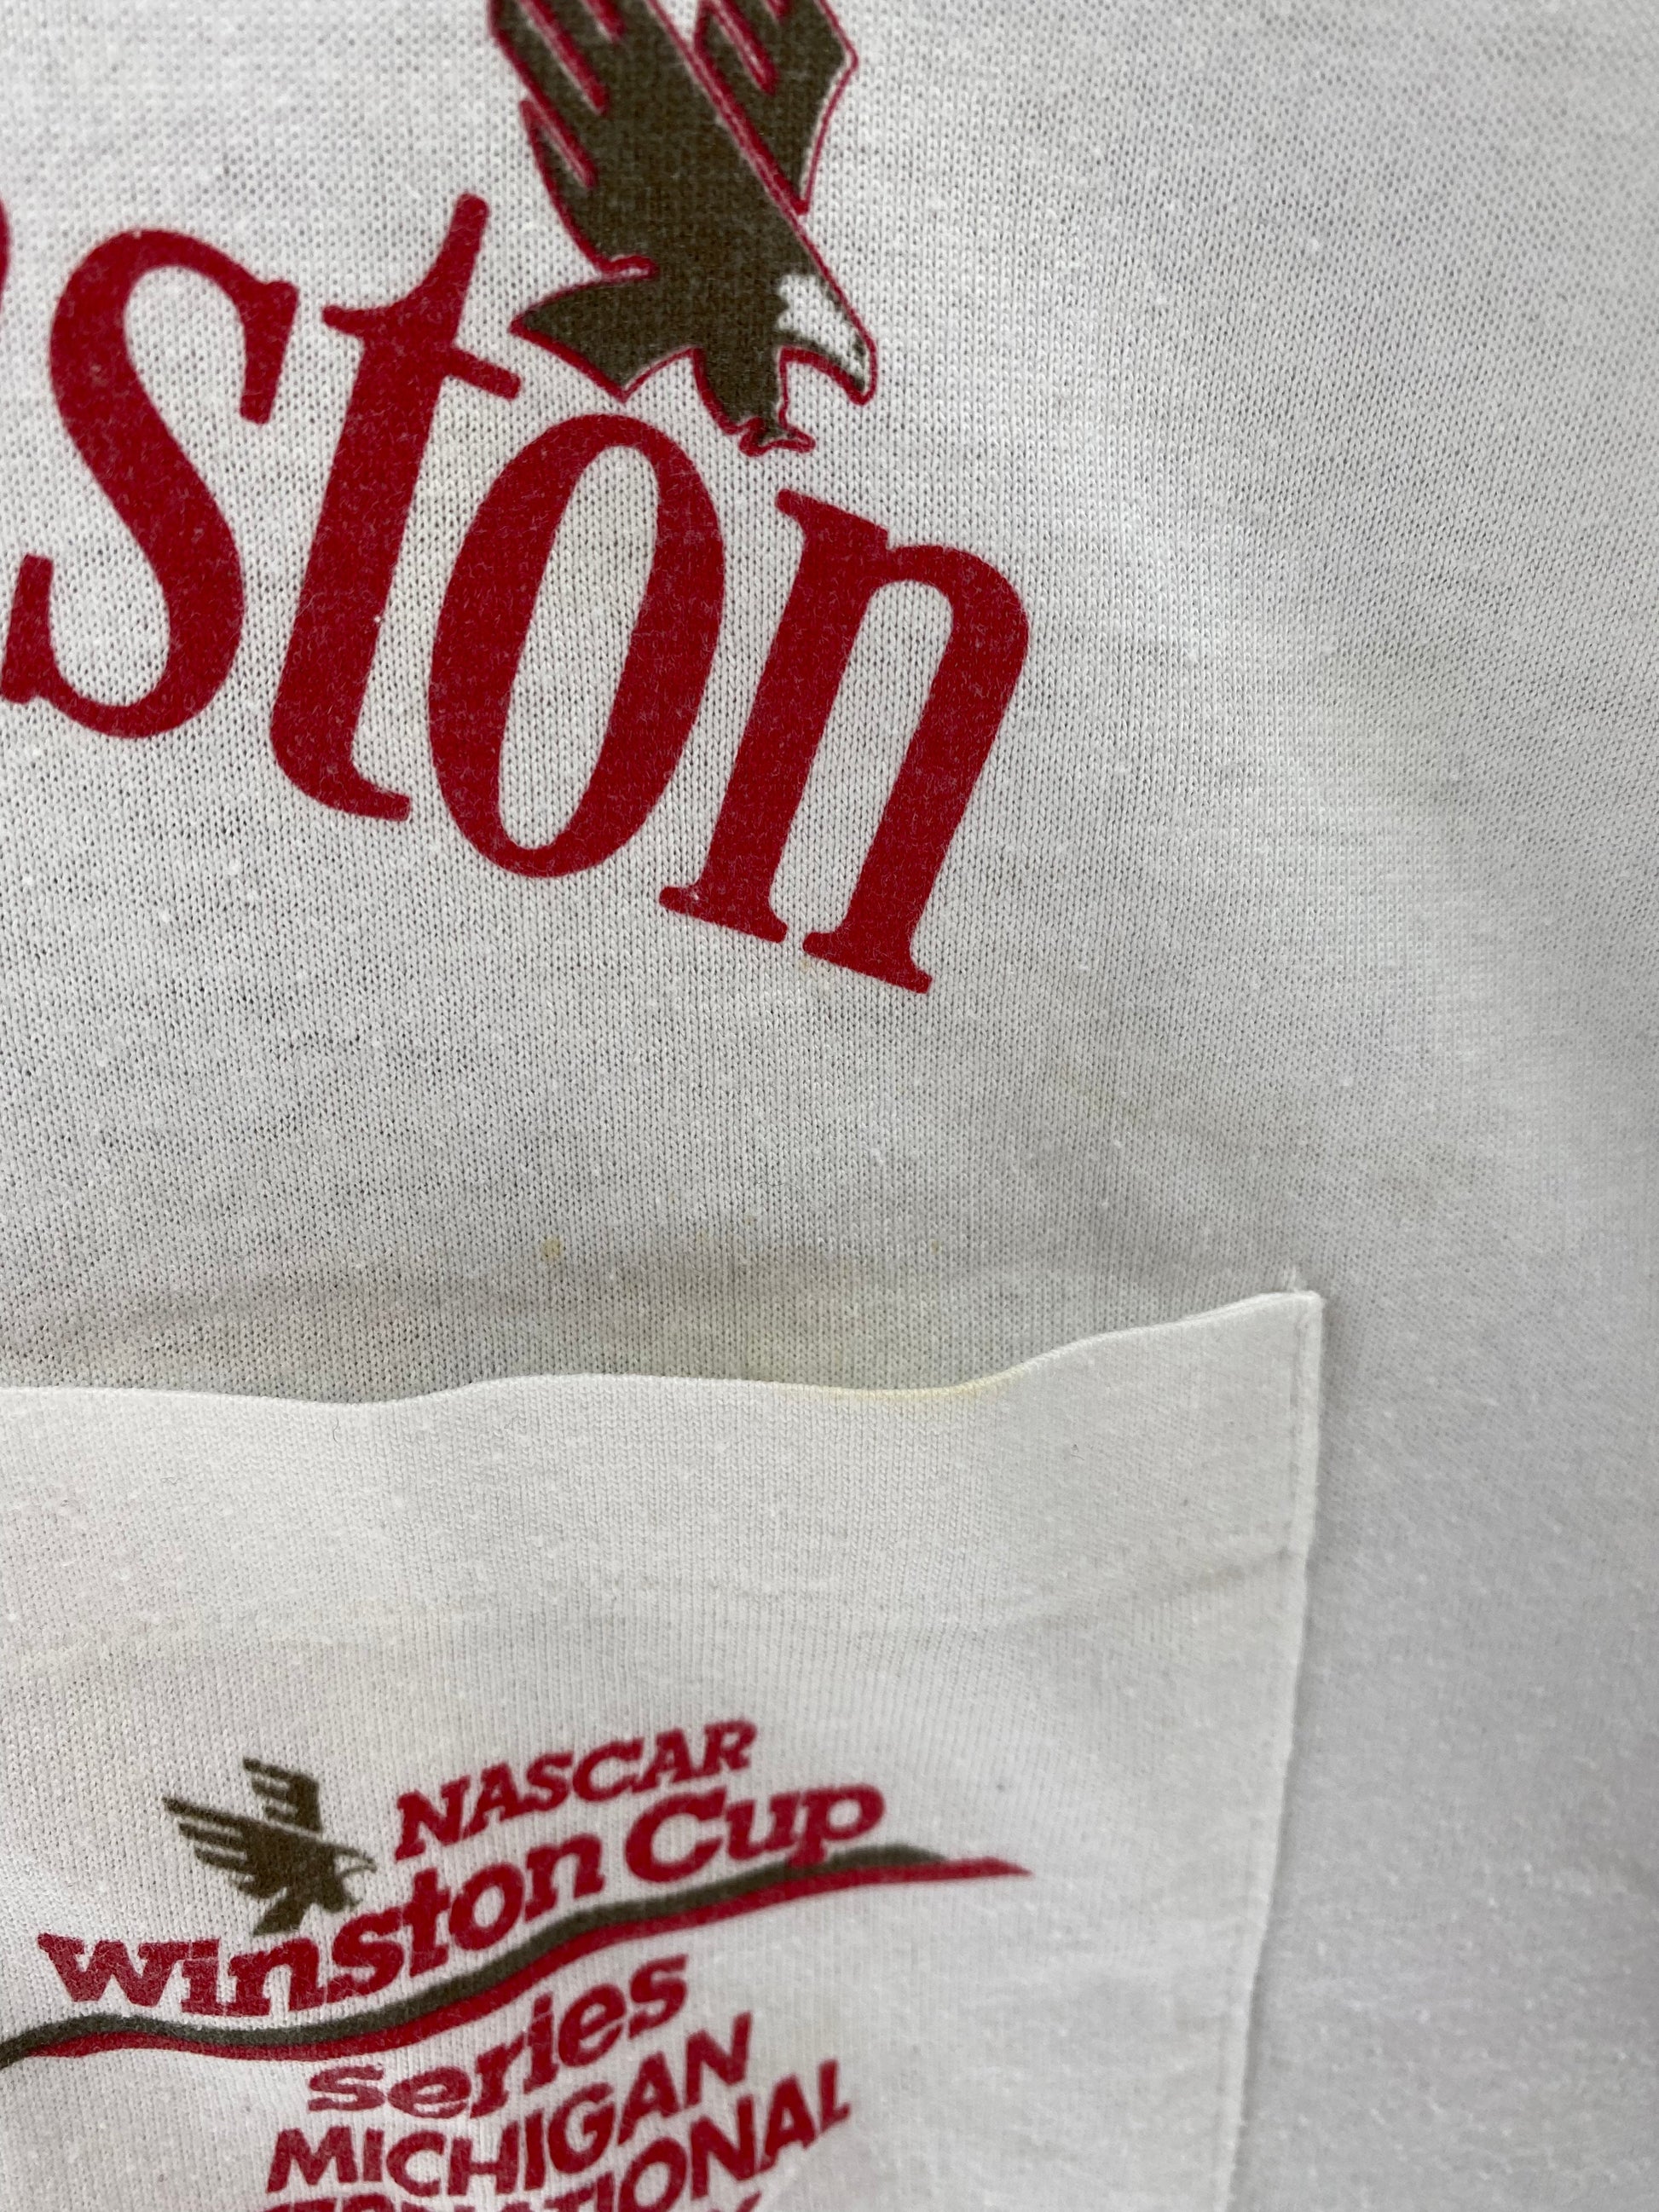 ston
NASCAR
Winston Cup
series
MICHIGAN